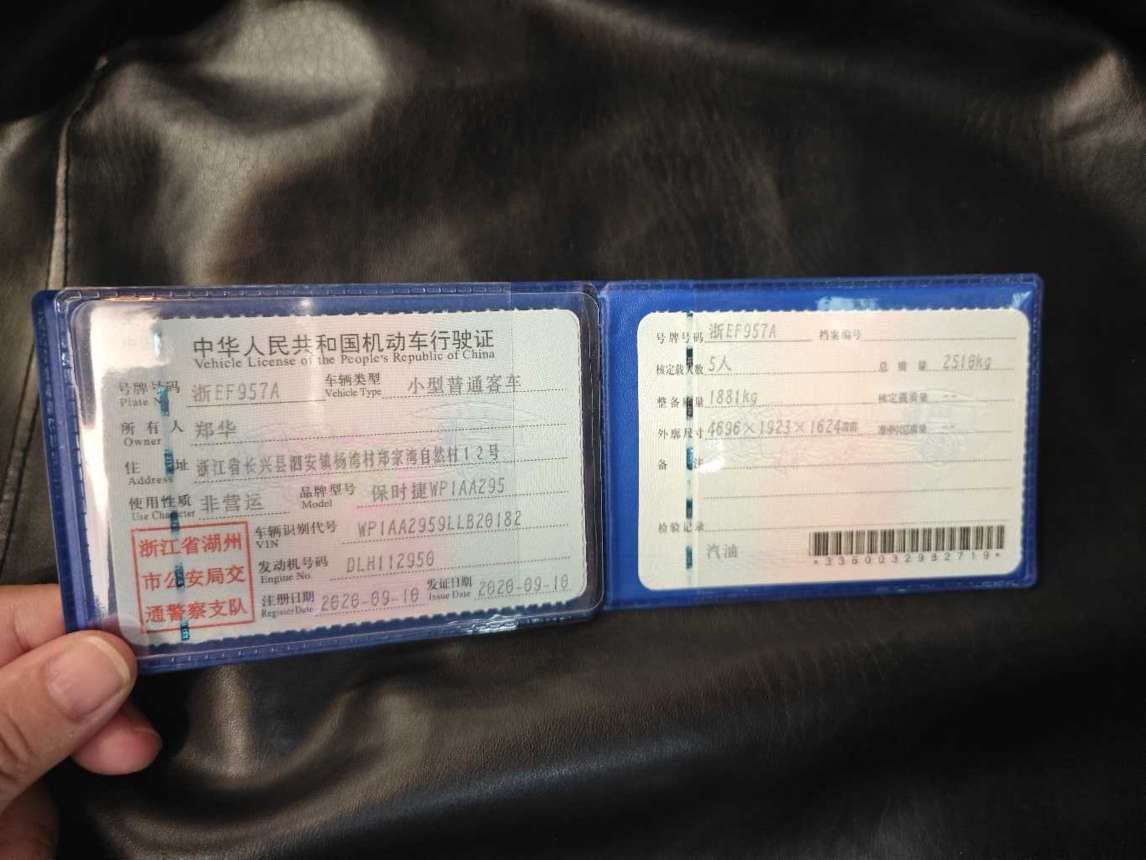 中华人民共和国机动车行驶证
Vehicle License of the People's Republic of China
号牌号码 浙EF957A 车辆类型 小型普通客车
Plate N Vehicle Type
所有人 郑华
Owner
住址 浙江省长兴县泗安镇杨湾村郑家湾自然村12号
Address
使用性质 非营运 品牌型号 保时捷WP1AA295
Use Character Model
浙江省湖州
市公安局交
通警察支队
车辆识别代号 WP1AA2959LLB20182
VIN
发动机号码 DLH112950
Engine No.
注册日期 2020-09-10 发证日期 2020-09-10
Register Date Issue Date
号牌号码 浙EF957A 档案编号
核定载人数 5人 总质量 2518kg
整备质量 1881kg 核定载质量 --
外廓尺寸 4696×1923×1624 --
备注
检验记录
汽油
*3360032982719*